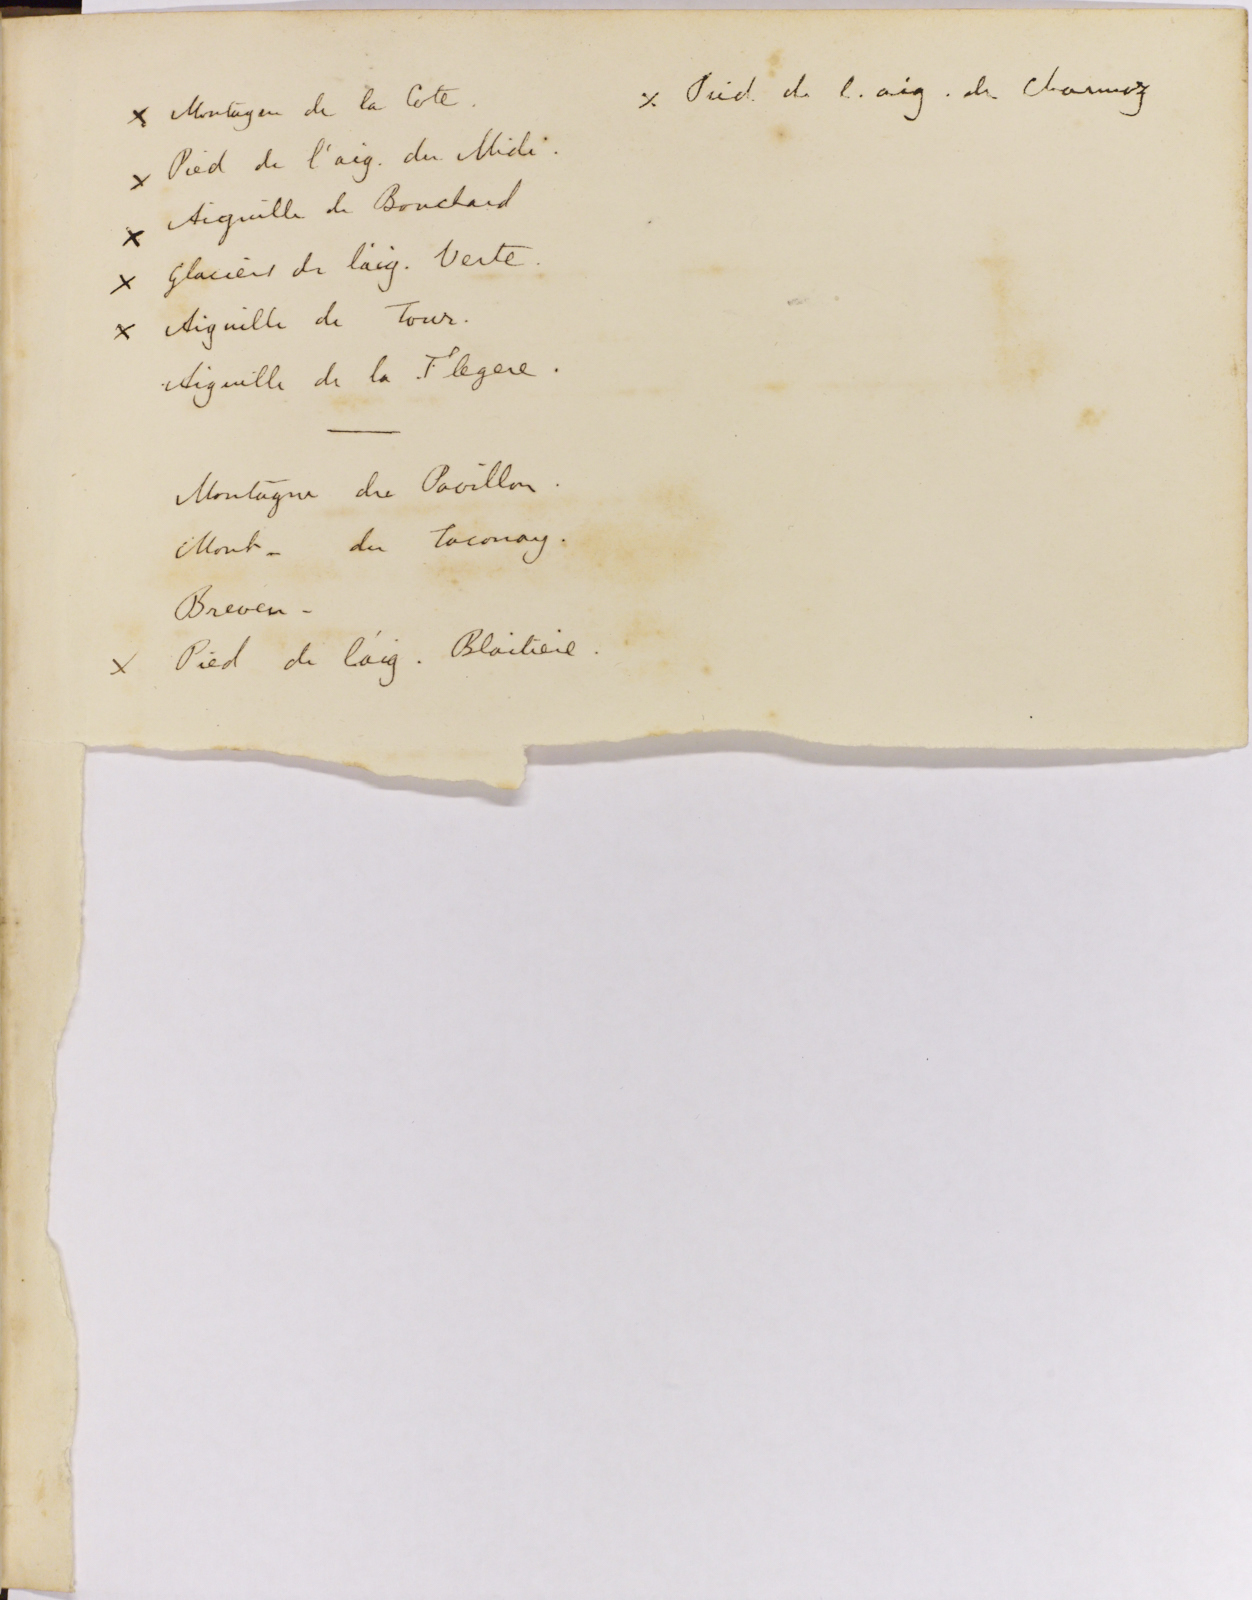 x Montagne de la Cote.
x Pied de l'aig. du Midi.
x Aiguille de Bouchard
x Glaciers de l'aig. Verte.
x Aiguille de Tour.
Aiguille de la Flegere.
Montagne du Pavillon.
Mont - du Taconay.
Breven -
x Pied de l'aig. Blaitiere.
x Pied de l. aig. de Charmoz